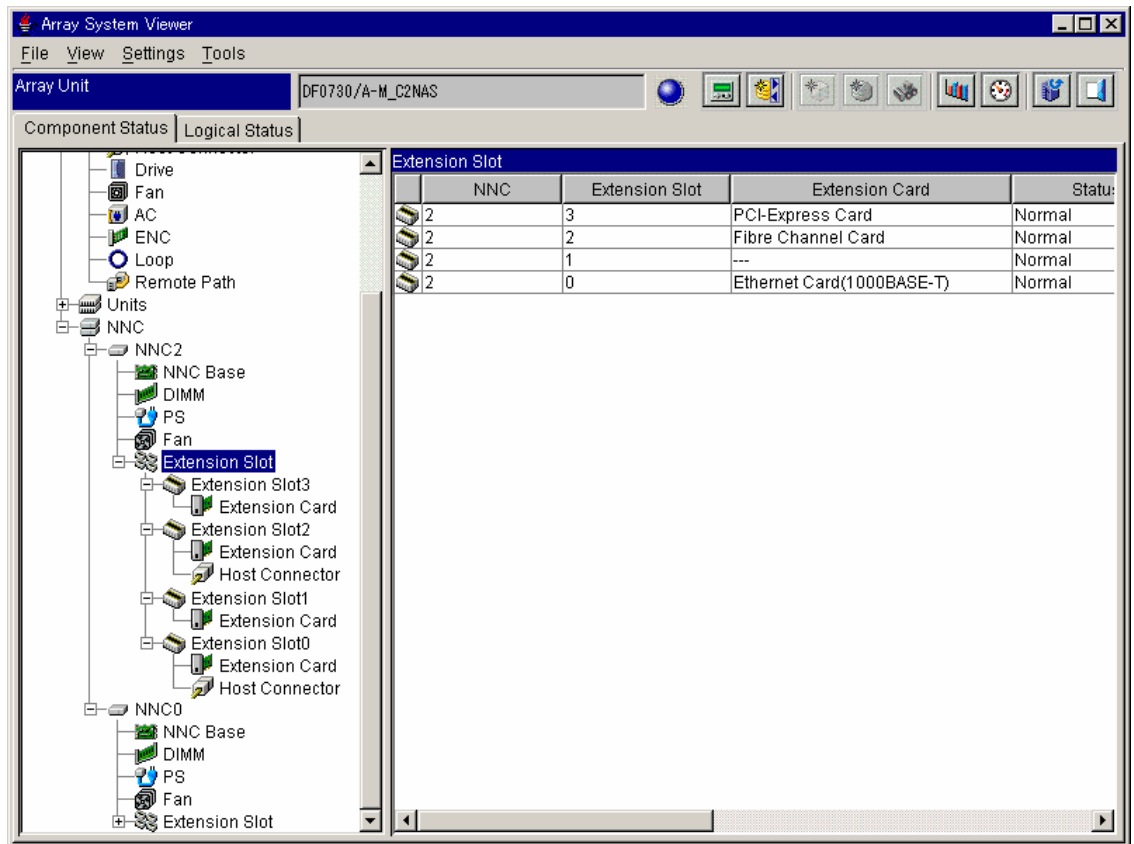 Array System Viewer
File View Settings Tools
Array Unit DF0730/A-M_C2NAS
Component Status Logical Status
Drive
Fan
AC
ENC
Loop
Remote Path
Units
NNC
NNC2
NNC Base
DIMM
PS
Fan
Extension Slot
Extension Slot3
Extension Card
Extension Slot2
Extension Card
Host Connector
Extension Slot1
Extension Card
Extension Slot0
Extension Card
Host Connector
NNC0
NNC Base
DIMM
PS
Fan
Extension Slot
Extension Slot
NNC Extension Slot Extension Card Statu
2 3 PCI-Express Card Normal
2 2 Fibre Channel Card Normal
2 1 --- Normal
2 0 Ethernet Card(1000BASE-T) Normal